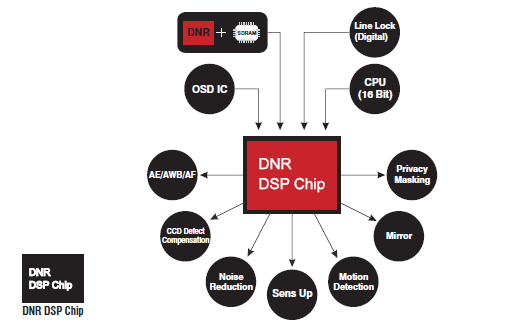 DNR + SDRAM
Line Lock
(Digital)
OSD IC
CPU
(16 Bit)
DNR
DSP Chip
AE/AWB/AF
Privacy
Masking
CCD Defect
Compensation
Mirror
Noise
Reduction
Sens Up
Motion
Detection
DNR
DSP Chip
DNR DSP Chip